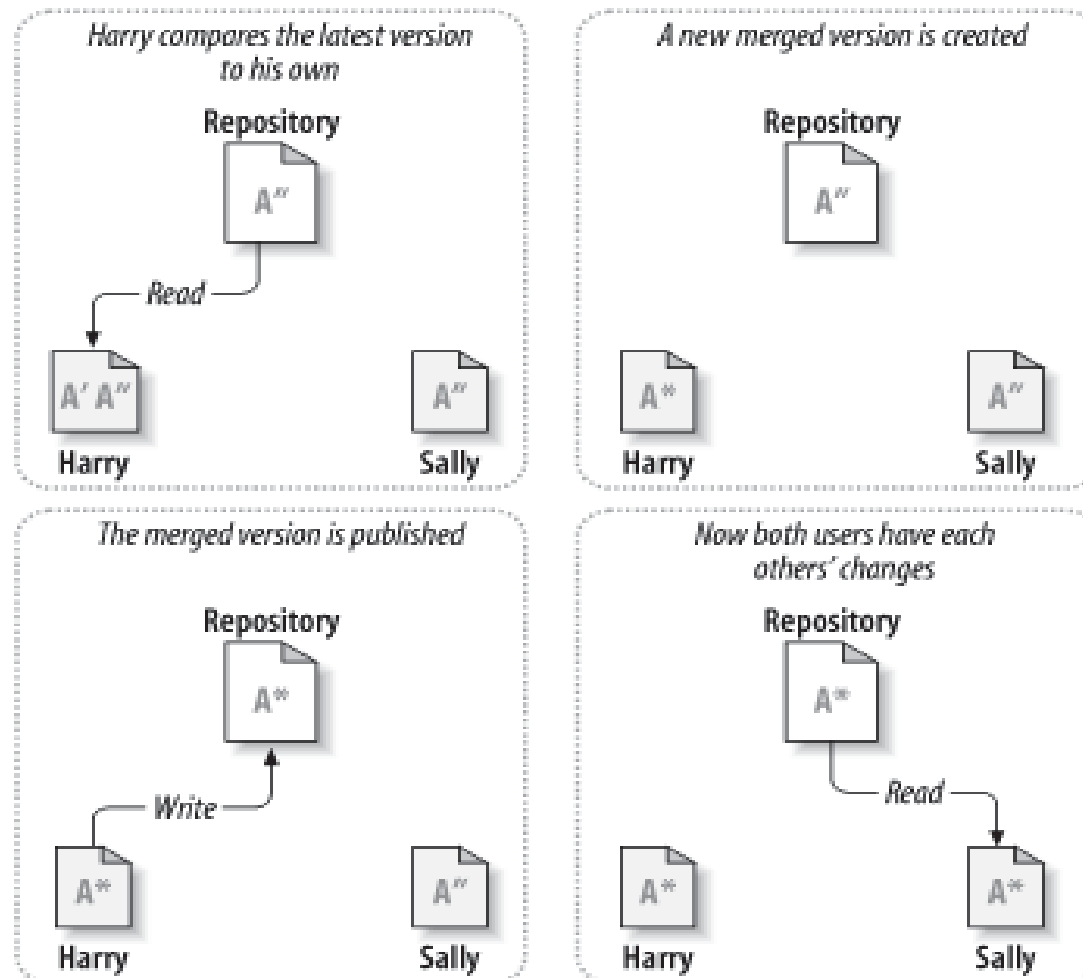 Harry compares the latest version
to his own
Repository
A″
Read
A′ A″
Harry
A″
Sally
A new merged version is created
Repository
A″
A*
Harry
A″
Sally
The merged version is published
Repository
A*
Write
A*
Harry
A″
Sally
Now both users have each
others’ changes
Repository
A*
Read
A*
Harry
A*
Sally